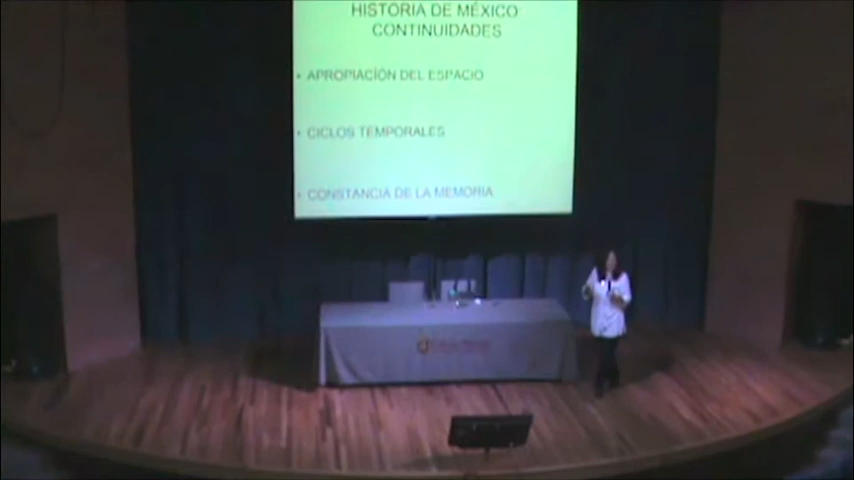 HISTORIA DE MÉXICO
CONTINUIDADES
• APROPIACIÓN DEL ESPACIO
• CICLOS TEMPORALES
• CONSTANCIA DE LA MEMORIA